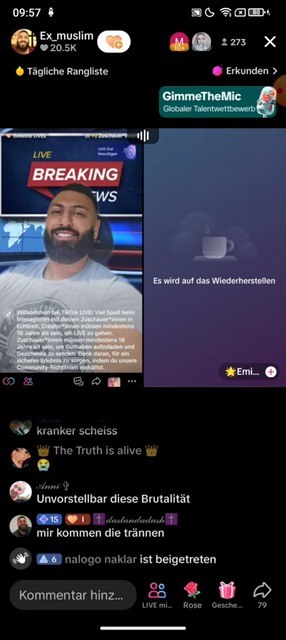 09:57
Ex_muslim
20.5K
273
Tägliche Rangliste
Erkunden >
GimmeTheMic
Globaler Talentwettbewerb
LIVE
BREAKING
NEWS
Es wird auf das Wiederherstellen
Willkommen bei TikTok LIVE! Viel Spaß beim
Interagieren mit deinen Zuschauer*innen in
Echtzeit. Creator*innen müssen mindestens
18 Jahre alt sein, um LIVE zu gehen.
Zuschauer*innen müssen mindestens 18
Jahre alt sein, um Guthaben aufzuladen und
Geschenke zu senden. Denk daran, für ein
sicheres Erlebnis zu sorgen, indem du unsere
Community-Richtlinien einhältst.
🌟Emi...
kranker scheiss
👑 The Truth is alive 👑
😭
𝒜𝓃𝓃𝒾 ✞
Unvorstellbar diese Brutalität
15 I ✝️𝒹𝒶𝓈𝓁𝒶𝓃𝒹𝒶𝒹𝒶𝓈𝒽✝️
mir kommen die trännen
6 nalogo naklar ist beigetreten
Kommentar hinz...
LIVE mi...
Rose
Gesche...
79